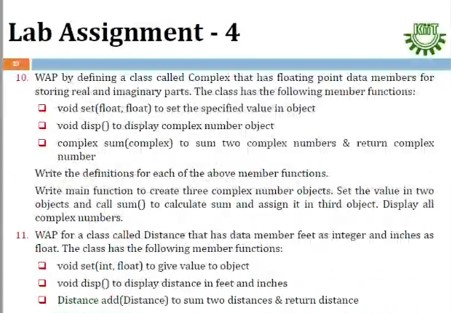 Lab Assignment - 4
KIIT
37
10. WAP by defining a class called Complex that has floating point data members for
storing real and imaginary parts. The class has the following member functions:
❑ void set(float, float) to set the specified value in object
❑ void disp() to display complex number object
❑ complex sum(complex) to sum two complex numbers & return complex
number
Write the definitions for each of the above member functions.
Write main function to create three complex number objects. Set the value in two
objects and call sum() to calculate sum and assign it in third object. Display all
complex numbers.
11. WAP for a class called Distance that has data member feet as integer and inches as
float. The class has the following member functions:
❑ void set(int, float) to give value to object
❑ void disp() to display distance in feet and inches
❑ Distance add(Distance) to sum two distances & return distance